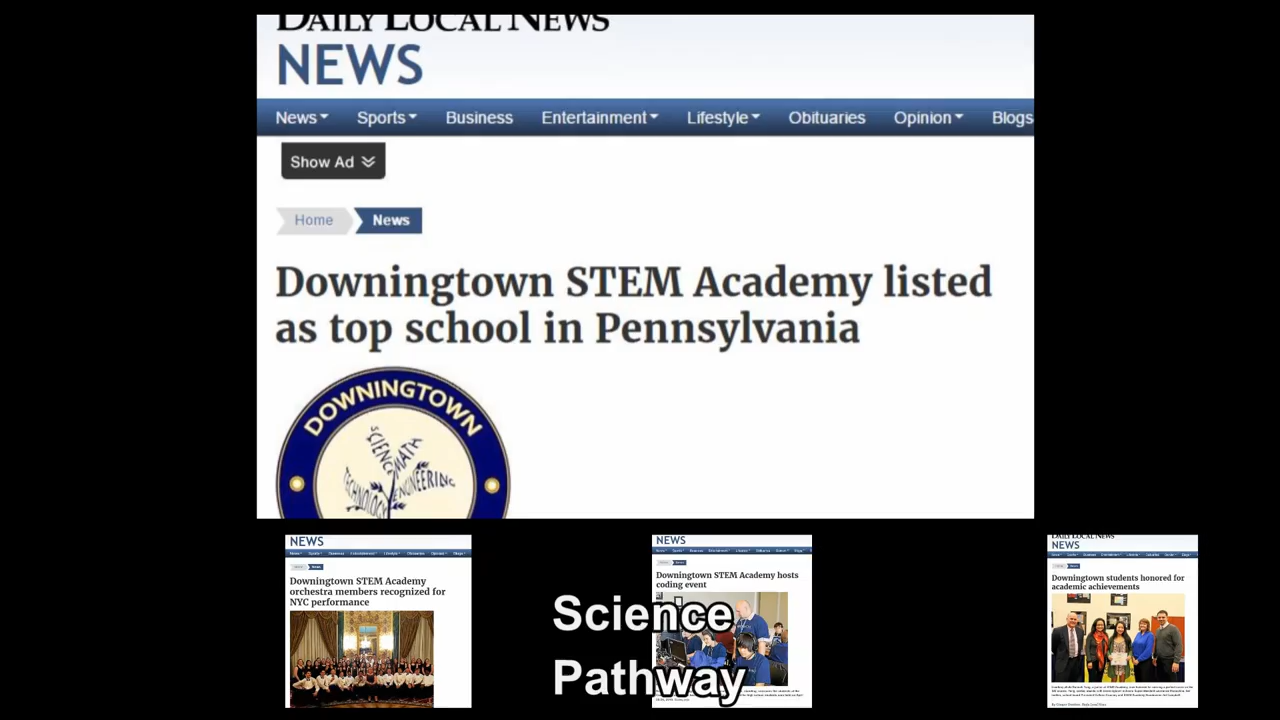 DAILY LOCAL NEWS
NEWS
News Sports Business Entertainment Lifestyle Obituaries Opinion Blogs
Show Ad
Home News
Downingtown STEM Academy listed
as top school in Pennsylvania
DOWNINGTOWN
SCIENCE
MATH
TECHNOLOGY
ENGINEERING
NEWS
Downingtown STEM Academy
orchestra members recognized for
NYC performance
NEWS
Downingtown STEM Academy hosts
coding event
Science
Pathway
DAILY LOCAL NEWS
NEWS
Downingtown students honored for
academic achievements